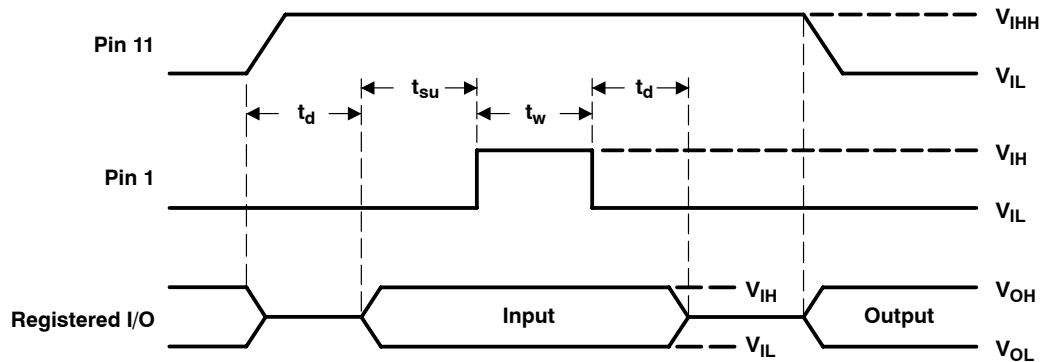 Pin 11
V_IHH
V_IL
t_d
t_su
t_w
t_d
Pin 1
V_IH
V_IL
Registered I/O
Input
V_IH
V_IL
Output
V_OH
V_OL